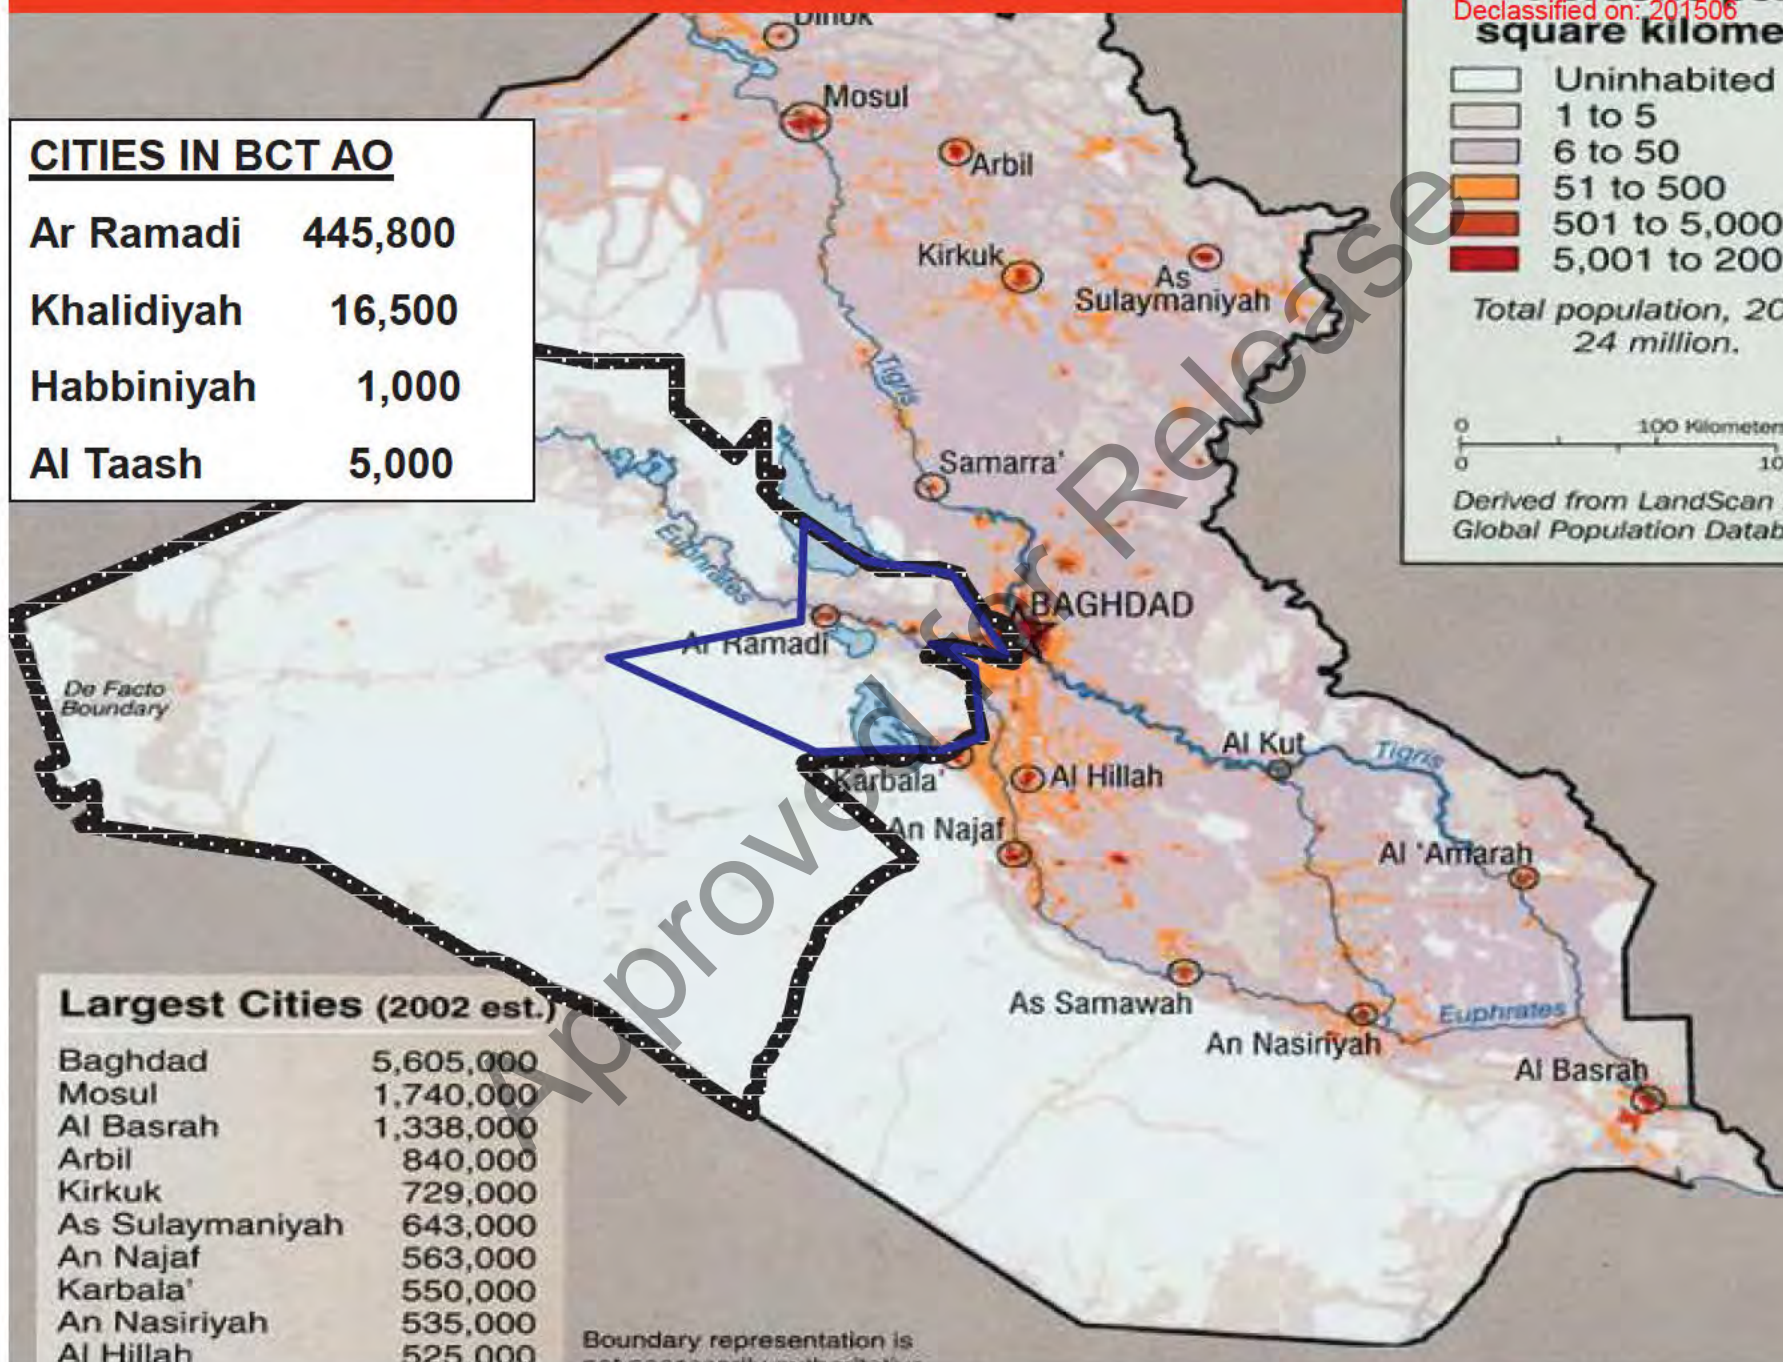 Declassified on: 201506
square kilome
Uninhabited
1 to 5
6 to 50
51 to 500
501 to 5,000
5,001 to 200
Total population, 20
24 million.
0 100 Kilometers
0 10
Derived from LandScan
Global Population Datab
CITIES IN BCT AO
Ar Ramadi 445,800
Khalidiyah 16,500
Habbiniyah 1,000
Al Taash 5,000
Dihuk
Mosul
Arbil
Kirkuk
As
Sulaymaniyah
Tigris
Samarra'
Euphrates
BAGHDAD
Ar Ramadi
De Facto
Boundary
Karbala'
Al Hillah
Al Kut
Tigris
An Najaf
Al 'Amarah
As Samawah
An Nasiriyah
Euphrates
Al Basrah
Approved for Release
Largest Cities (2002 est.)
Baghdad 5,605,000
Mosul 1,740,000
Al Basrah 1,338,000
Arbil 840,000
Kirkuk 729,000
As Sulaymaniyah 643,000
An Najaf 563,000
Karbala' 550,000
An Nasiriyah 535,000
Al Hillah 525,000
Boundary representation is